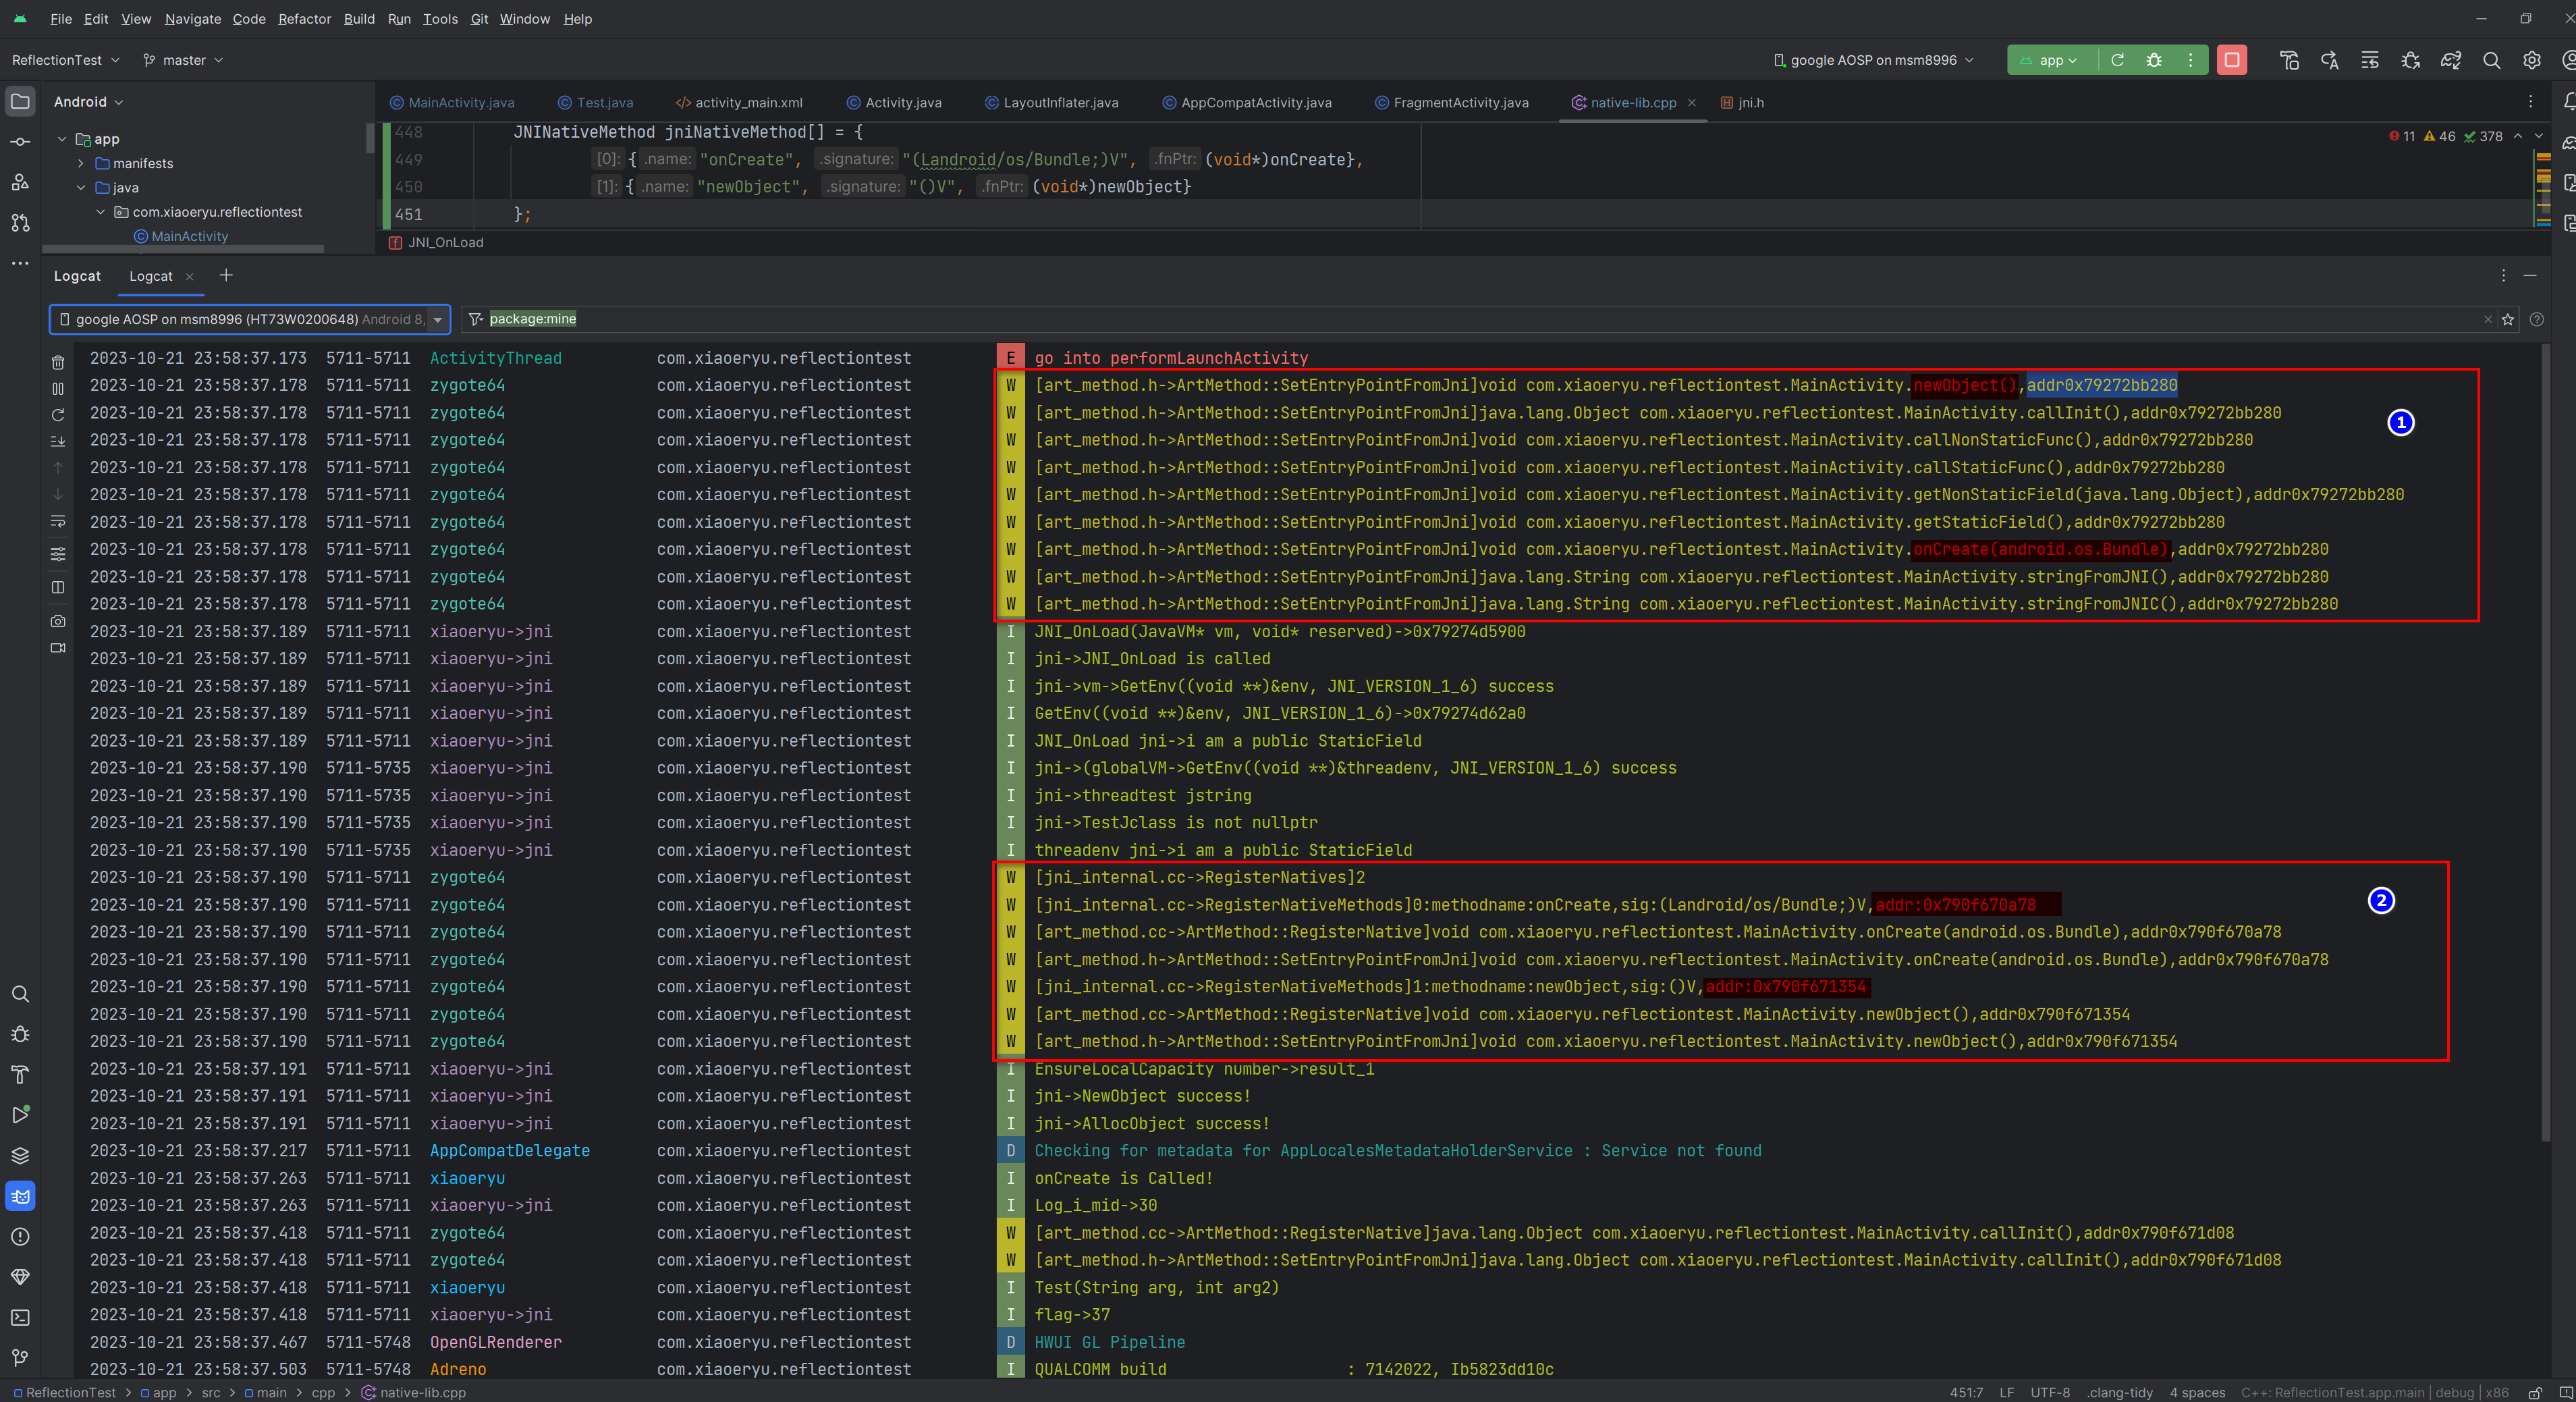 File Edit View Navigate Code Refactor Build Run Tools Git Window Help
ReflectionTest master google AOSP on msm8996 app
Android MainActivity.java Test.java activity_main.xml Activity.java LayoutInflater.java AppCompatActivity.java FragmentActivity.java native-lib.cpp jni.h
app
manifests
java
com.xiaoeryu.reflectiontest
MainActivity
448 JNINativeMethod jniNativeMethod[] = { 11 46 378
449 [0]: { .name: "onCreate", .signature: "(Landroid/os/Bundle;)V", .fnPtr: (void*)onCreate},
450 [1]: { .name: "newObject", .signature: "()V", .fnPtr: (void*)newObject}
451 };
JNI_OnLoad
Logcat Logcat
google AOSP on msm8996 (HT73W0200648) Android 8, package:mine
2023-10-21 23:58:37.173 5711-5711 ActivityThread com.xiaoeryu.reflectiontest E go into performLaunchActivity
2023-10-21 23:58:37.178 5711-5711 zygote64 com.xiaoeryu.reflectiontest W [art_method.h->ArtMethod::SetEntryPointFromJni]void com.xiaoeryu.reflectiontest.MainActivity.newObject(),addr0x79272bb280
2023-10-21 23:58:37.178 5711-5711 zygote64 com.xiaoeryu.reflectiontest W [art_method.h->ArtMethod::SetEntryPointFromJni]java.lang.Object com.xiaoeryu.reflectiontest.MainActivity.callInit(),addr0x79272bb280
1
2023-10-21 23:58:37.178 5711-5711 zygote64 com.xiaoeryu.reflectiontest W [art_method.h->ArtMethod::SetEntryPointFromJni]void com.xiaoeryu.reflectiontest.MainActivity.callNonStaticFunc(),addr0x79272bb280
2023-10-21 23:58:37.178 5711-5711 zygote64 com.xiaoeryu.reflectiontest W [art_method.h->ArtMethod::SetEntryPointFromJni]void com.xiaoeryu.reflectiontest.MainActivity.callStaticFunc(),addr0x79272bb280
2023-10-21 23:58:37.178 5711-5711 zygote64 com.xiaoeryu.reflectiontest W [art_method.h->ArtMethod::SetEntryPointFromJni]void com.xiaoeryu.reflectiontest.MainActivity.getNonStaticField(java.lang.Object),addr0x79272bb280
2023-10-21 23:58:37.178 5711-5711 zygote64 com.xiaoeryu.reflectiontest W [art_method.h->ArtMethod::SetEntryPointFromJni]void com.xiaoeryu.reflectiontest.MainActivity.getStaticField(),addr0x79272bb280
2023-10-21 23:58:37.178 5711-5711 zygote64 com.xiaoeryu.reflectiontest W [art_method.h->ArtMethod::SetEntryPointFromJni]void com.xiaoeryu.reflectiontest.MainActivity.onCreate(android.os.Bundle),addr0x79272bb280
2023-10-21 23:58:37.178 5711-5711 zygote64 com.xiaoeryu.reflectiontest W [art_method.h->ArtMethod::SetEntryPointFromJni]java.lang.String com.xiaoeryu.reflectiontest.MainActivity.stringFromJNI(),addr0x79272bb280
2023-10-21 23:58:37.178 5711-5711 zygote64 com.xiaoeryu.reflectiontest W [art_method.h->ArtMethod::SetEntryPointFromJni]java.lang.String com.xiaoeryu.reflectiontest.MainActivity.stringFromJNIC(),addr0x79272bb280
2023-10-21 23:58:37.189 5711-5711 xiaoeryu->jni com.xiaoeryu.reflectiontest I JNI_OnLoad(JavaVM* vm, void* reserved)->0x79274d5900
2023-10-21 23:58:37.189 5711-5711 xiaoeryu->jni com.xiaoeryu.reflectiontest I jni->JNI_OnLoad is called
2023-10-21 23:58:37.189 5711-5711 xiaoeryu->jni com.xiaoeryu.reflectiontest I jni->vm->GetEnv((void **)&env, JNI_VERSION_1_6) success
2023-10-21 23:58:37.189 5711-5711 xiaoeryu->jni com.xiaoeryu.reflectiontest I GetEnv((void **)&env, JNI_VERSION_1_6)->0x79274d62a0
2023-10-21 23:58:37.189 5711-5711 xiaoeryu->jni com.xiaoeryu.reflectiontest I JNI_OnLoad jni->i am a public StaticField
2023-10-21 23:58:37.190 5711-5735 xiaoeryu->jni com.xiaoeryu.reflectiontest I jni->(globalVM->GetEnv((void **)&threadenv, JNI_VERSION_1_6) success
2023-10-21 23:58:37.190 5711-5735 xiaoeryu->jni com.xiaoeryu.reflectiontest I jni->threadtest jstring
2023-10-21 23:58:37.190 5711-5735 xiaoeryu->jni com.xiaoeryu.reflectiontest I jni->TestJclass is not nullptr
2023-10-21 23:58:37.190 5711-5735 xiaoeryu->jni com.xiaoeryu.reflectiontest I threadenv jni->i am a public StaticField
2023-10-21 23:58:37.190 5711-5711 zygote64 com.xiaoeryu.reflectiontest W [jni_internal.cc->RegisterNatives]2
2023-10-21 23:58:37.190 5711-5711 zygote64 com.xiaoeryu.reflectiontest W [jni_internal.cc->RegisterNativeMethods]0:methodname:onCreate,sig:(Landroid/os/Bundle;)V,addr:0x790f670a78
2
2023-10-21 23:58:37.190 5711-5711 zygote64 com.xiaoeryu.reflectiontest W [art_method.cc->ArtMethod::RegisterNative]void com.xiaoeryu.reflectiontest.MainActivity.onCreate(android.os.Bundle),addr0x790f670a78
2023-10-21 23:58:37.190 5711-5711 zygote64 com.xiaoeryu.reflectiontest W [art_method.h->ArtMethod::SetEntryPointFromJni]void com.xiaoeryu.reflectiontest.MainActivity.onCreate(android.os.Bundle),addr0x790f670a78
2023-10-21 23:58:37.190 5711-5711 zygote64 com.xiaoeryu.reflectiontest W [jni_internal.cc->RegisterNativeMethods]1:methodname:newObject,sig:()V,addr:0x790f671354
2023-10-21 23:58:37.190 5711-5711 zygote64 com.xiaoeryu.reflectiontest W [art_method.cc->ArtMethod::RegisterNative]void com.xiaoeryu.reflectiontest.MainActivity.newObject(),addr0x790f671354
2023-10-21 23:58:37.190 5711-5711 zygote64 com.xiaoeryu.reflectiontest W [art_method.h->ArtMethod::SetEntryPointFromJni]void com.xiaoeryu.reflectiontest.MainActivity.newObject(),addr0x790f671354
2023-10-21 23:58:37.191 5711-5711 xiaoeryu->jni com.xiaoeryu.reflectiontest I EnsureLocalCapacity number->result_1
2023-10-21 23:58:37.191 5711-5711 xiaoeryu->jni com.xiaoeryu.reflectiontest I jni->NewObject success!
2023-10-21 23:58:37.191 5711-5711 xiaoeryu->jni com.xiaoeryu.reflectiontest I jni->AllocObject success!
2023-10-21 23:58:37.217 5711-5711 AppCompatDelegate com.xiaoeryu.reflectiontest D Checking for metadata for AppLocalesMetadataHolderService : Service not found
2023-10-21 23:58:37.263 5711-5711 xiaoeryu com.xiaoeryu.reflectiontest I onCreate is Called!
2023-10-21 23:58:37.263 5711-5711 xiaoeryu->jni com.xiaoeryu.reflectiontest I Log_i_mid->30
2023-10-21 23:58:37.418 5711-5711 zygote64 com.xiaoeryu.reflectiontest W [art_method.cc->ArtMethod::RegisterNative]java.lang.Object com.xiaoeryu.reflectiontest.MainActivity.callInit(),addr0x790f671d08
2023-10-21 23:58:37.418 5711-5711 zygote64 com.xiaoeryu.reflectiontest W [art_method.h->ArtMethod::SetEntryPointFromJni]java.lang.Object com.xiaoeryu.reflectiontest.MainActivity.callInit(),addr0x790f671d08
2023-10-21 23:58:37.418 5711-5711 xiaoeryu com.xiaoeryu.reflectiontest I Test(String arg, int arg2)
2023-10-21 23:58:37.418 5711-5711 xiaoeryu->jni com.xiaoeryu.reflectiontest I flag->37
2023-10-21 23:58:37.467 5711-5748 OpenGLRenderer com.xiaoeryu.reflectiontest D HWUI GL Pipeline
2023-10-21 23:58:37.503 5711-5748 Adreno com.xiaoeryu.reflectiontest I QUALCOMM build : 7142022, Ib5823dd10c
ReflectionTest > app > src > main > cpp > native-lib.cpp 451:7 LF UTF-8 .clang-tidy 4 spaces C++: ReflectionTest.app.main | debug | x86